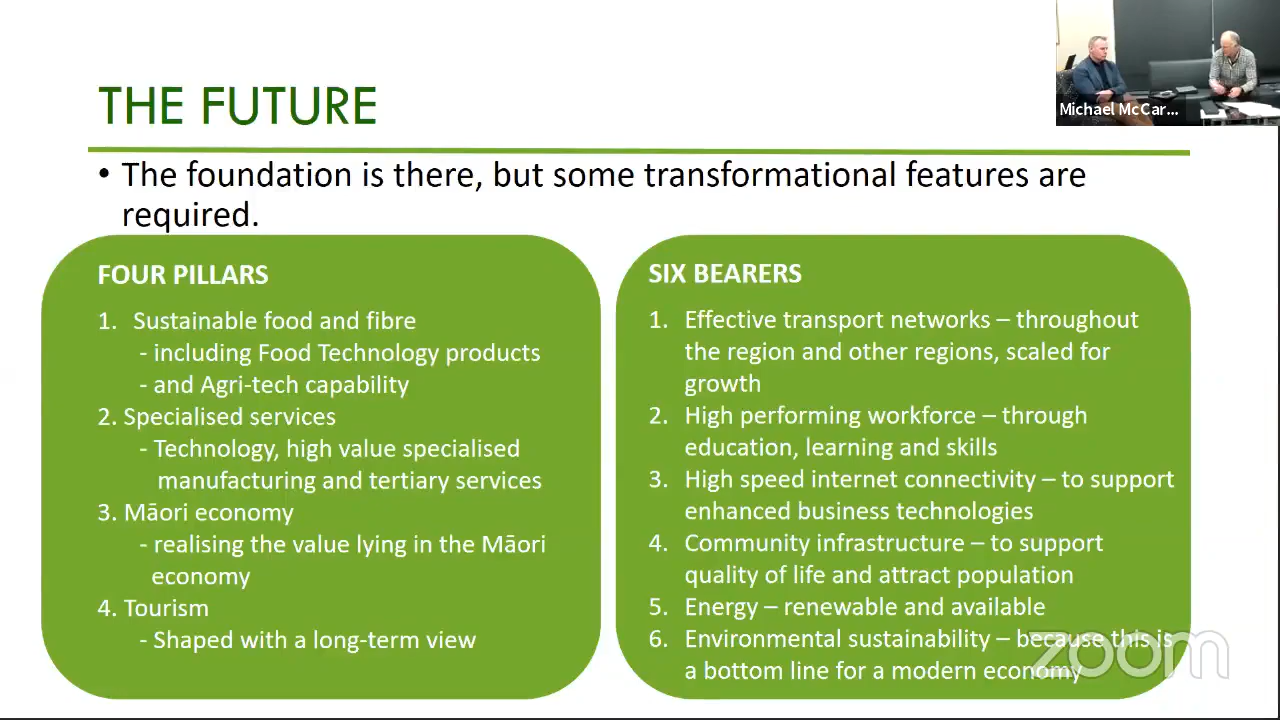 THE FUTURE
Michael McCar...
• The foundation is there, but some transformational features are
required.
FOUR PILLARS
1. Sustainable food and fibre
- including Food Technology products
- and Agri-tech capability
2. Specialised services
- Technology, high value specialised
manufacturing and tertiary services
3. Māori economy
- realising the value lying in the Māori
economy
4. Tourism
- Shaped with a long-term view
SIX BEARERS
1. Effective transport networks – throughout
the region and other regions, scaled for
growth
2. High performing workforce – through
education, learning and skills
3. High speed internet connectivity – to support
enhanced business technologies
4. Community infrastructure – to support
quality of life and attract population
5. Energy – renewable and available
6. Environmental sustainability – because this is
a bottom line for a modern economy
zoom